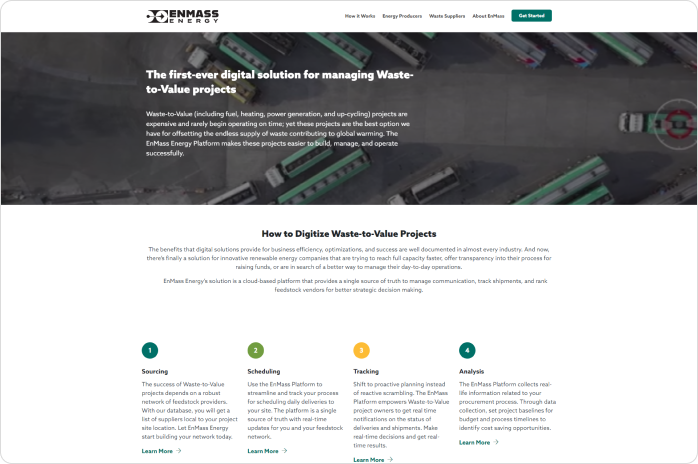 ENMASS
ENERGY
How it Works
Energy Producers
Waste Suppliers
About EnMass
Get Started
The first-ever digital solution for managing Waste-
to-Value projects
Waste-to-Value (including fuel, heating, power generation, and up-cycling) projects are
expensive and rarely begin operating on time; yet these projects are the best option we
have for offsetting the endless supply of waste contributing to global warming. The
EnMass Energy Platform makes these projects easier to build, manage, and operate
successfully.
How to Digitize Waste-to-Value Projects
The benefits that digital solutions provide for business efficiency, optimizations, and success are well documented in almost every industry. And now,
there's finally a solution for innovative renewable energy companies that are trying to reach full capacity faster, offer transparency into their process for
raising funds, or are in search of a better way to manage their day-to-day operations.
EnMass Energy's solution is a cloud-based platform that provides a single source of truth to manage communication, track shipments, and rank
feedstock vendors for better strategic decision making.
1
Sourcing
The success of Waste-to-Value
projects depends on a robust
network of feedstock providers.
With our database, you will get a
list of suppliers local to your project
site location. Let EnMass Energy
start building your network today.
Learn More →
2
Scheduling
Use the EnMass Platform to
streamline and track your process
for scheduling daily deliveries to
your site. The platform is a single
source of truth with real-time
updates for you and your feedstock
network.
Learn More →
3
Tracking
Shift to proactive planning instead
of reactive scrambling. The EnMass
Platform empowers Waste-to-Value
project owners to get real time
notifications on the status of
deliveries and shipments. Make
real-time decisions and get real-
time results.
Learn More →
4
Analysis
The EnMass Platform collects real-
life information related to your
procurement process. Through data
collection, set project baselines for
budget and process timelines to
identify cost saving opportunities.
Learn More →